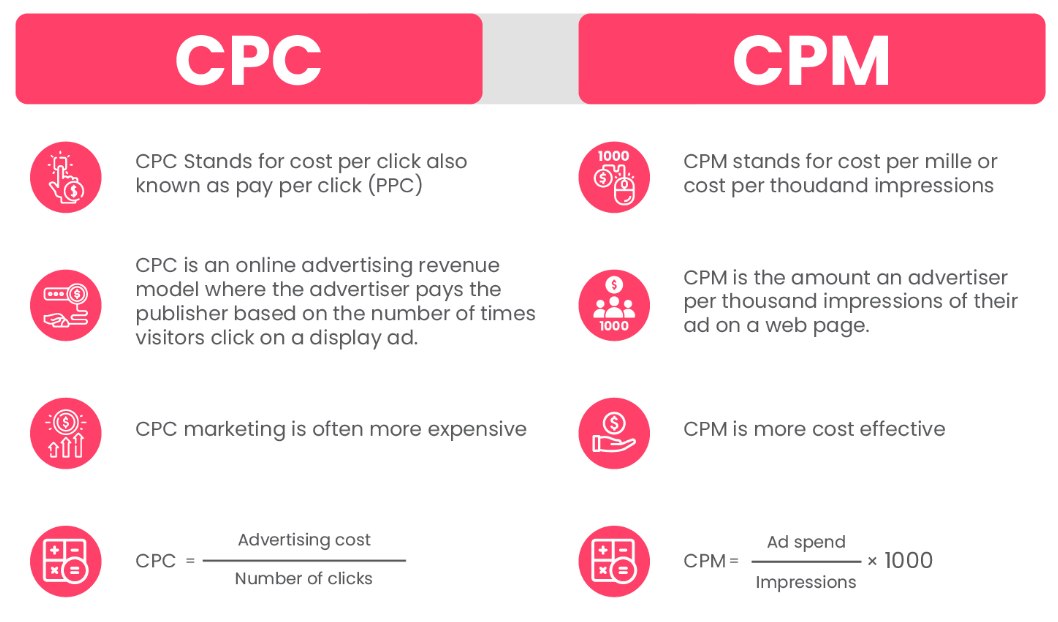 CPC
CPM
CPC Stands for cost per click also
known as pay per click (PPC)
1000
CPM stands for cost per mille or
cost per thoudand impressions
CPC is an online advertising revenue
model where the advertiser pays the
publisher based on the number of times
visitors click on a display ad.
1000
CPM is the amount an advertiser
per thousand impressions of their
ad on a web page.
CPC marketing is often more expensive
CPM is more cost effective
Advertising cost
CPC =
Number of clicks
Ad spend
CPM = × 1000
Impressions